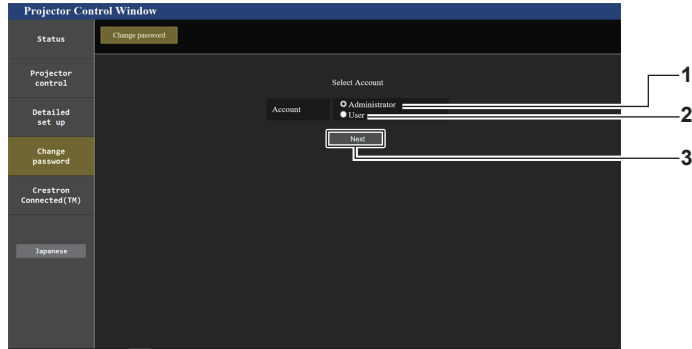 Projector Control Window
Status
Change password
Projector
control
Select Account
1
Account
Administrator
User
2
Detailed
set up
Next
3
Change
password
Crestron
Connected(TM)
Japanese